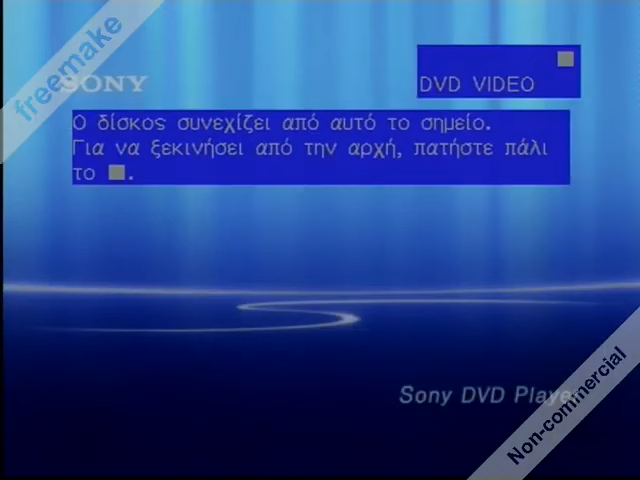 freemake
SONY
DVD VIDEO
Ο δίσκος συνεχίζει από αυτό το σημείο.
Για να ξεκινήσει από την αρχή, πατήστε πάλι
το ■.
Sony DVD Player
Non-commercial